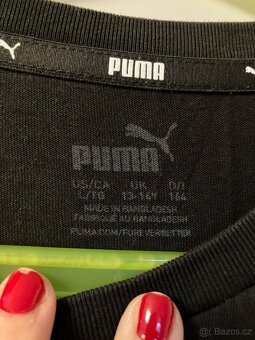 PUMA
PUMA
US/CA UK D/I
L/TG 13-14Y 164
MADE IN BANGLADESH
FABRIQUÉ AU BANGLADESH
PUMA.COM/FOREVERBETTER
Bazos.cz